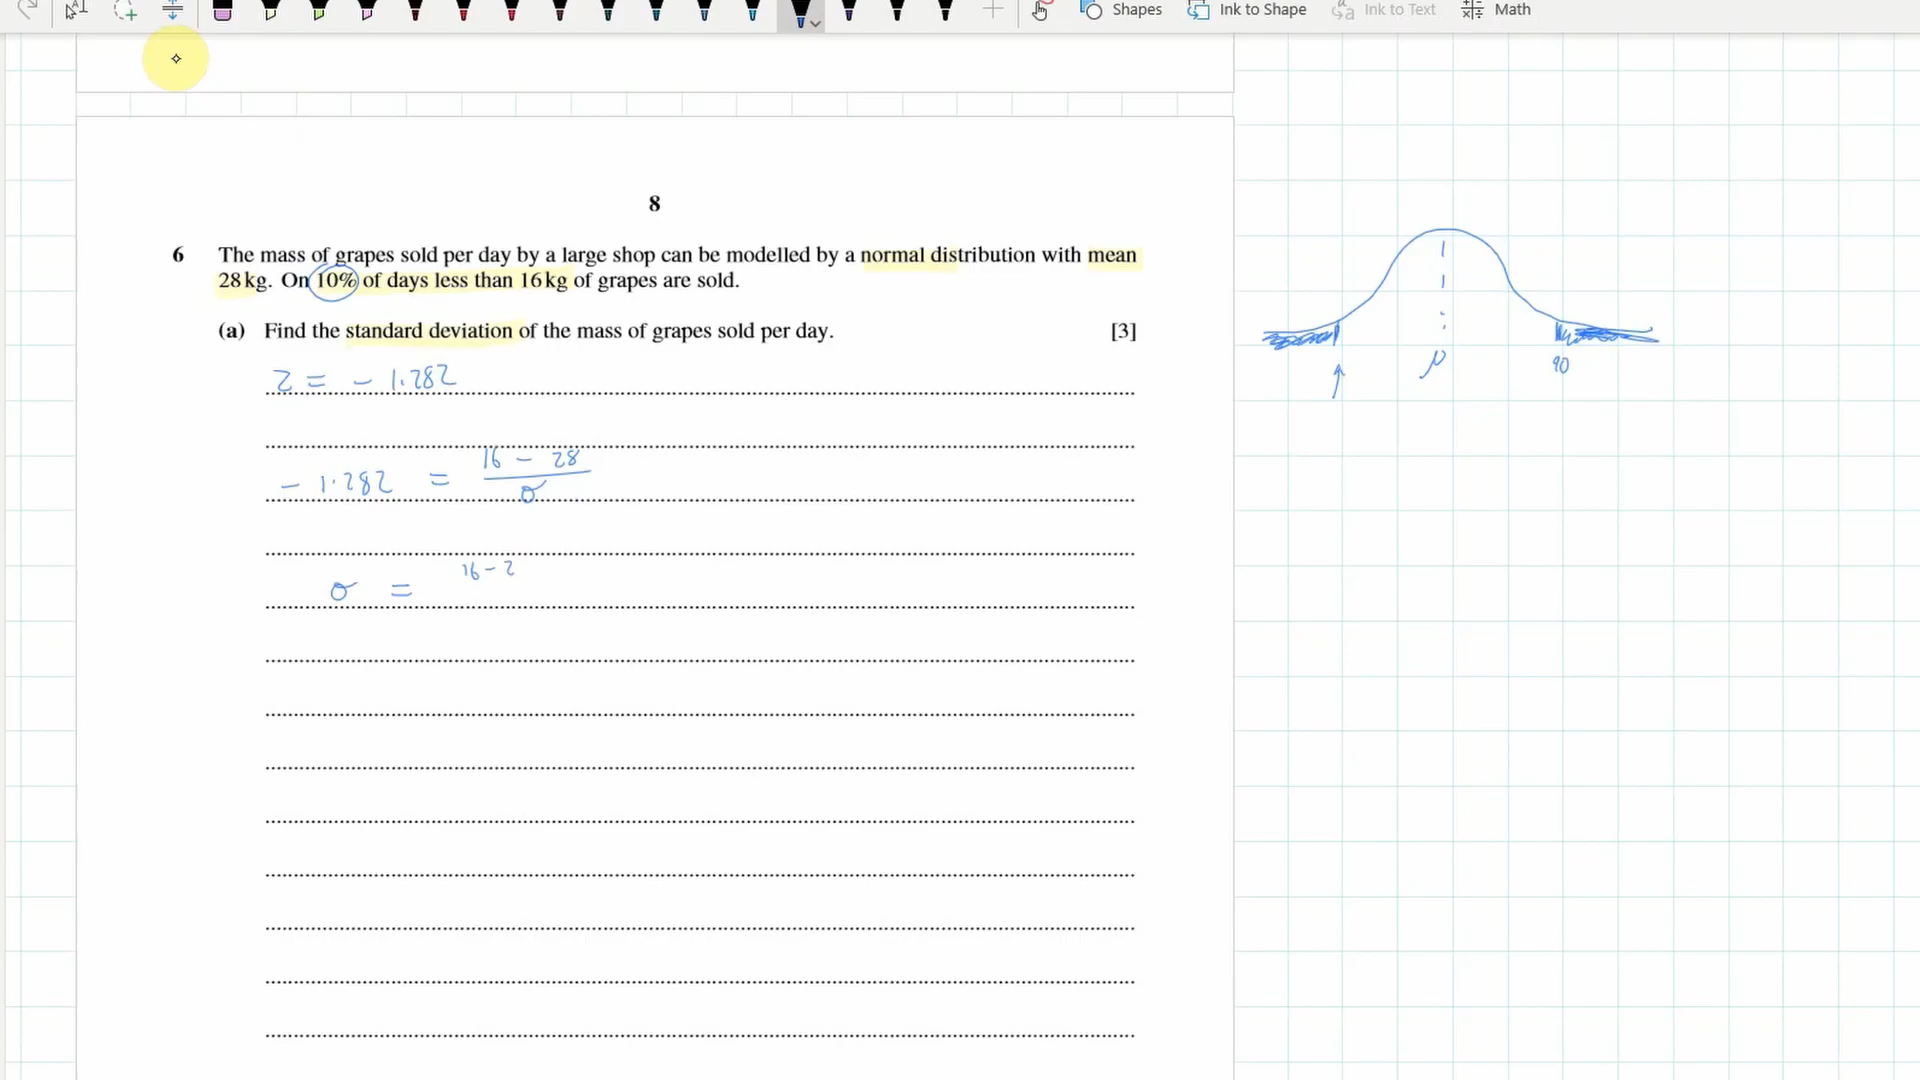 Shapes Ink to Shape Ink to Text Math
8
6 The mass of grapes sold per day by a large shop can be modelled by a normal distribution with mean
28 kg. On 10% of days less than 16 kg of grapes are sold.
(a) Find the standard deviation of the mass of grapes sold per day. [3]
z = - 1.282
- 1.282 = 16 - 28
σ
σ = 16 - 2
μ
90